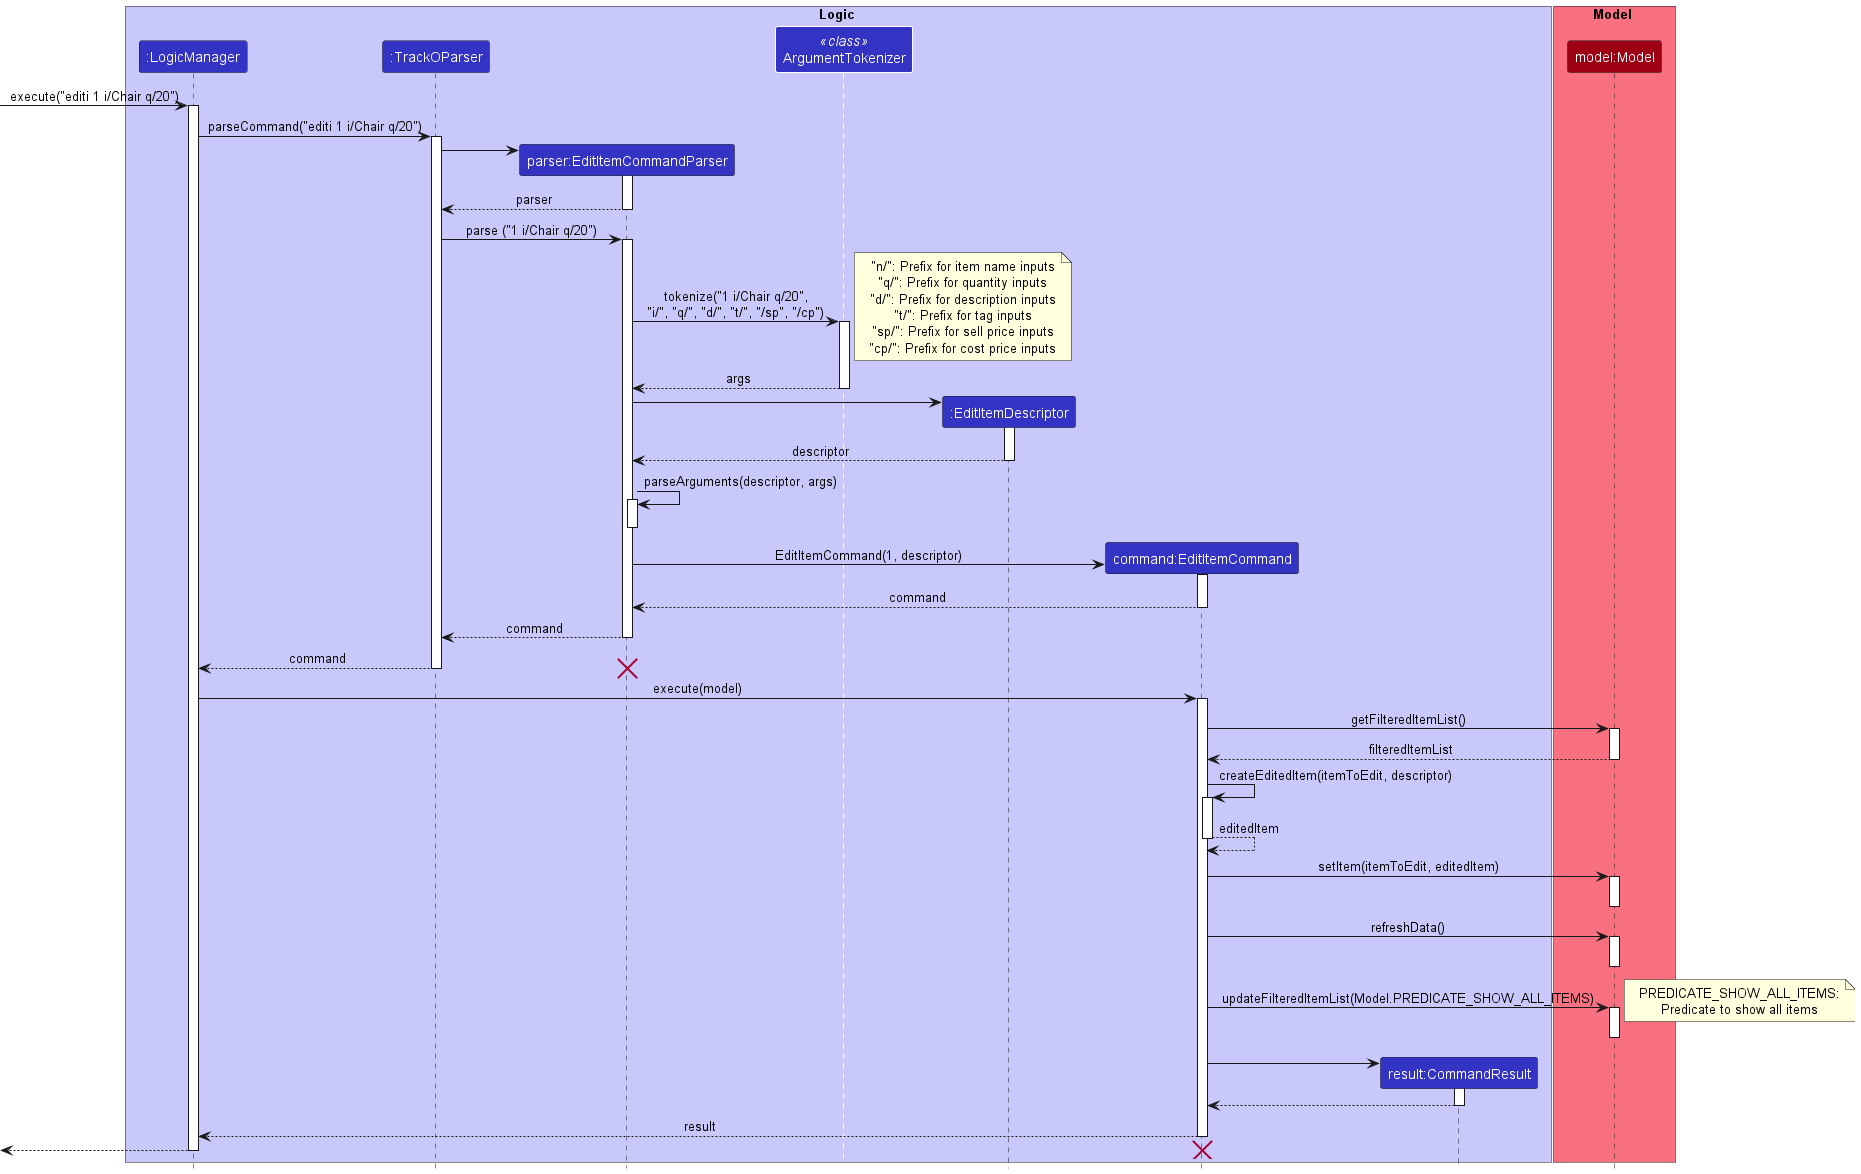 Logic
Model
:LogicManager
:TrackOParser
«class»
ArgumentTokenizer
model:Model
execute("editi 1 i/Chair q/20")
parseCommand("editi 1 i/Chair q/20")
parser:EditItemCommandParser
parser
parse ("1 i/Chair q/20")
"n/": Prefix for item name inputs
"q/": Prefix for quantity inputs
"d/": Prefix for description inputs
"t/": Prefix for tag inputs
"sp/": Prefix for sell price inputs
"cp/": Prefix for cost price inputs
tokenize("1 i/Chair q/20",
"i/", "q/", "d/", "t/", "/sp", "/cp")
args
:EditItemDescriptor
descriptor
parseArguments(descriptor, args)
EditItemCommand(1, descriptor)
command:EditItemCommand
command
command
command
execute(model)
getFilteredItemList()
filteredItemList
createEditedItem(itemToEdit, descriptor)
editedItem
setItem(itemToEdit, editedItem)
refreshData()
updateFilteredItemList(Model.PREDICATE_SHOW_ALL_ITEMS)
PREDICATE_SHOW_ALL_ITEMS:
Predicate to show all items
result:CommandResult
result